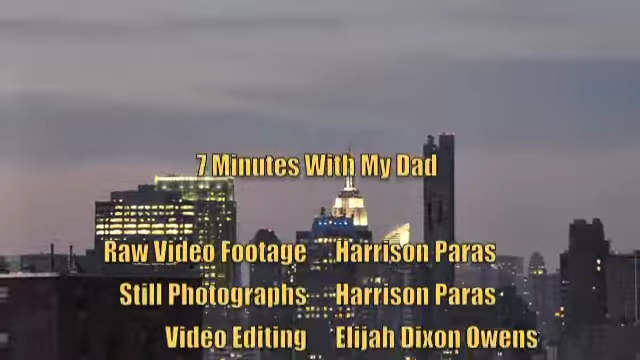 7 Minutes With My Dad
Raw Video Footage Harrison Paras
Still Photographs Harrison Paras
Video Editing Elijah Dixon Owens